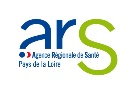 ars
Agence Régionale de Santé
Pays de la Loire